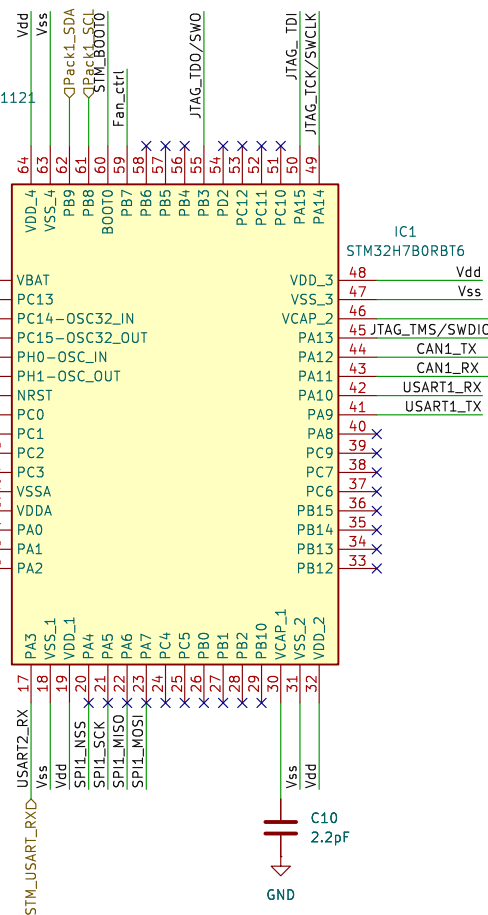 Vdd
Vss
JPack1_SDA
JPack1_SCL
STM_BOOT0
Fan_ctrl
JTAG_TDO/SWO
JTAG_TDI
JTAG_TCK/SWCLK
1121
64
63
62
61
60
59
58
57
56
55
54
53
52
51
50
49
VDD_4
VSS_4
PB9
PB8
BOOT0
PB7
PB6
PB5
PB4
PB3
PD2
PC12
PC11
PC10
PA15
PA14
IC1
STM32H7B0RBT6
VBAT
PC13
PC14-OSC32_IN
PC15-OSC32_OUT
PH0-OSC_IN
PH1-OSC_OUT
NRST
PC0
PC1
PC2
PC3
VSSA
VDDA
PA0
PA1
PA2
VDD_3 48 Vdd
VSS_3 47 Vss
VCAP_2 46
PA13 45 JTAG_TMS/SWDIO
PA12 44 CAN1_TX
PA11 43 CAN1_RX
PA10 42 USART1_RX
PA9 41 USART1_TX
PA8 40
PC9 39
PC7 38
PC6 37
PB15 36
PB14 35
PB13 34
PB12 33
PA3
VSS_1
VDD_1
PA4
PA5
PA6
PA7
PC4
PC5
PB0
PB1
PB2
PB10
VCAP_1
VSS_2
VDD_2
17
18
19
20
21
22
23
24
25
26
27
28
29
30
31
32
USART2_RX
Vss
Vdd
SPI1_NSS
SPI1_SCK
SPI1_MISO
SPI1_MOSI
Vss
Vdd
STM_USART_RX
C10
2.2pF
GND